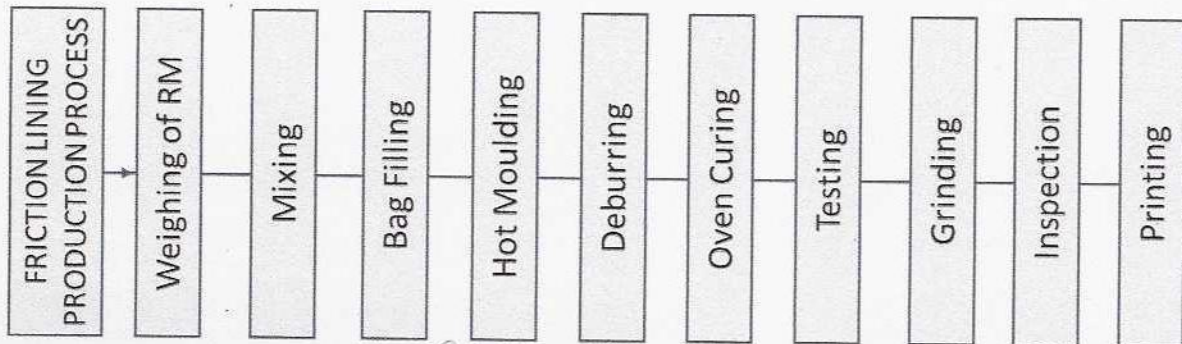 FRICTION LINING
PRODUCTION PROCESS
Weighing of RM
Mixing
Bag Filling
Hot Moulding
Deburring
Oven Curing
Testing
Grinding
Inspection
Printing